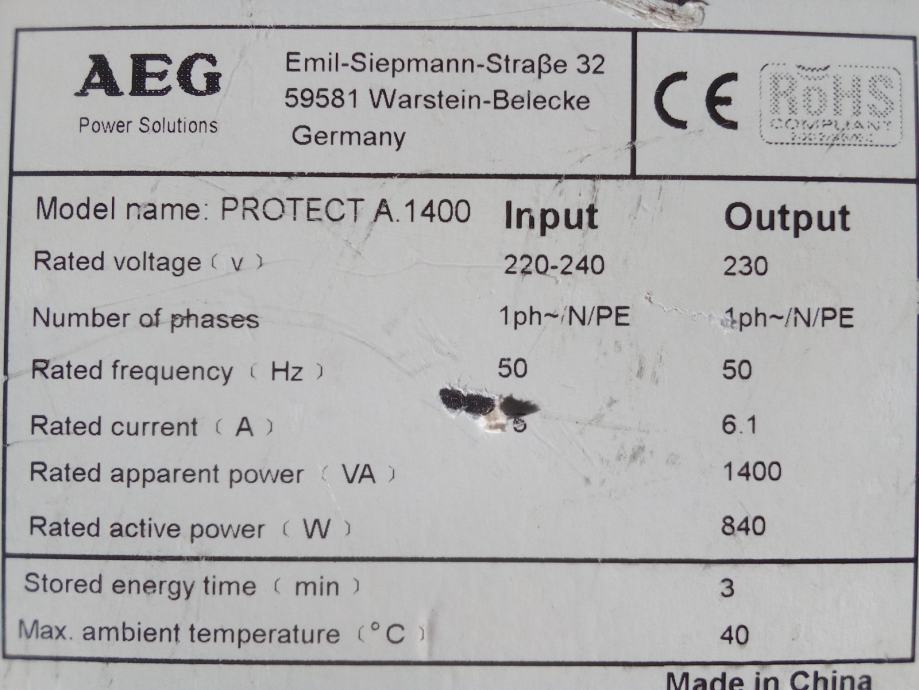 AEG
Power Solutions
Emil-Siepmann-Straße 32
59581 Warstein-Belecke
Germany
CE
RoHS
COMPLIANT
Model name: PROTECT A.1400 Input Output
Rated voltage ( v ) 220-240 230
Number of phases 1ph~/N/PE 1ph~/N/PE
Rated frequency ( Hz ) 50 50
Rated current ( A ) 6.1
Rated apparent power ( VA ) 1400
Rated active power ( W ) 840
Stored energy time ( min ) 3
Max. ambient temperature (°C ) 40
Made in China